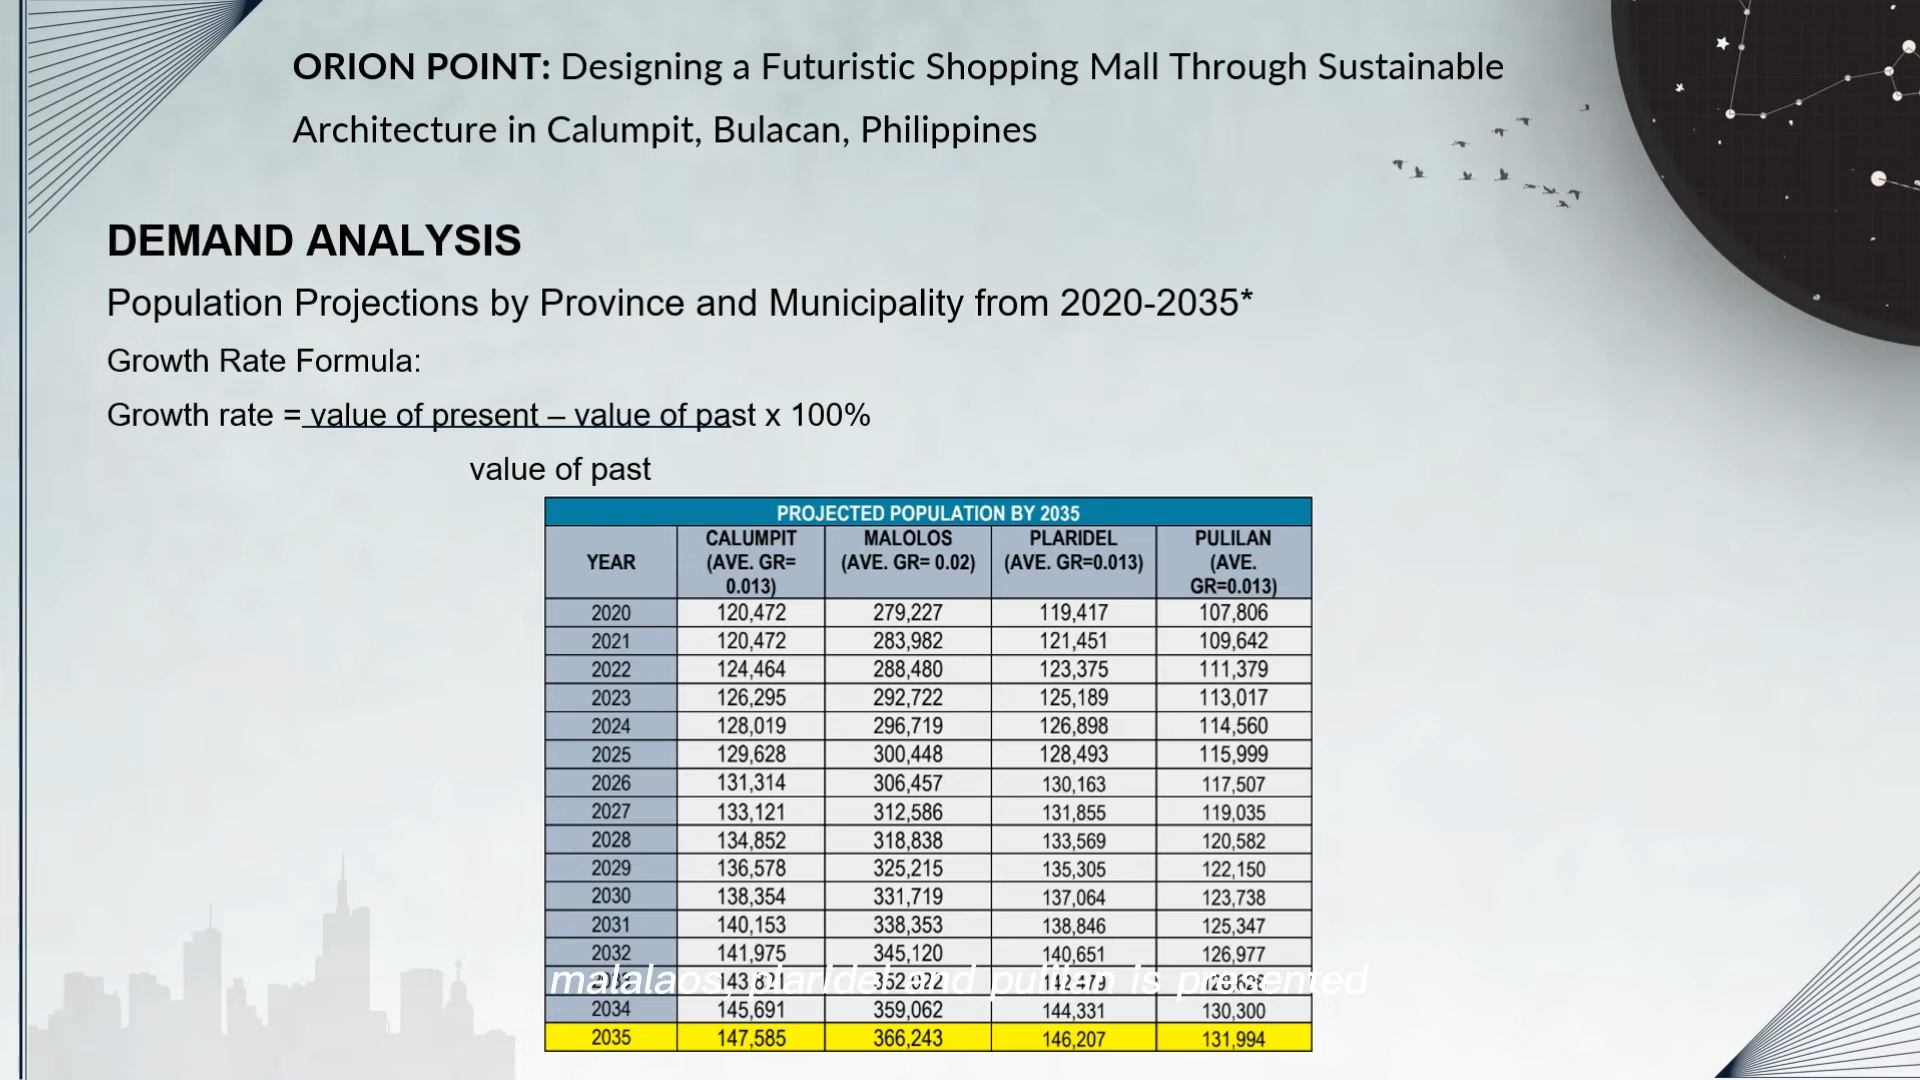 ORION POINT: Designing a Futuristic Shopping Mall Through Sustainable
Architecture in Calumpit, Bulacan, Philippines
DEMAND ANALYSIS
Population Projections by Province and Municipality from 2020-2035*
Growth Rate Formula:
Growth rate = value of present – value of past x 100%
value of past
PROJECTED POPULATION BY 2035
YEAR
CALUMPIT
(AVE. GR=
0.013)
MALOLOS
(AVE. GR= 0.02)
PLARIDEL
(AVE. GR=0.013)
PULILAN
(AVE.
GR=0.013)
2020 120,472 279,227 119,417 107,806
2021 120,472 283,982 121,451 109,642
2022 124,464 288,480 123,375 111,379
2023 126,295 292,722 125,189 113,017
2024 128,019 296,719 126,898 114,560
2025 129,628 300,448 128,493 115,999
2026 131,314 306,457 130,163 117,507
2027 133,121 312,586 131,855 119,035
2028 134,852 318,838 133,569 120,582
2029 136,578 325,215 135,305 122,150
2030 138,354 331,719 137,064 123,738
2031 140,153 338,353 138,846 125,347
2032 141,975 345,120 140,651 126,977
malalaos, plaridel and pulilan is presented
2034 145,691 359,062 144,331 130,300
2035 147,585 366,243 146,207 131,994